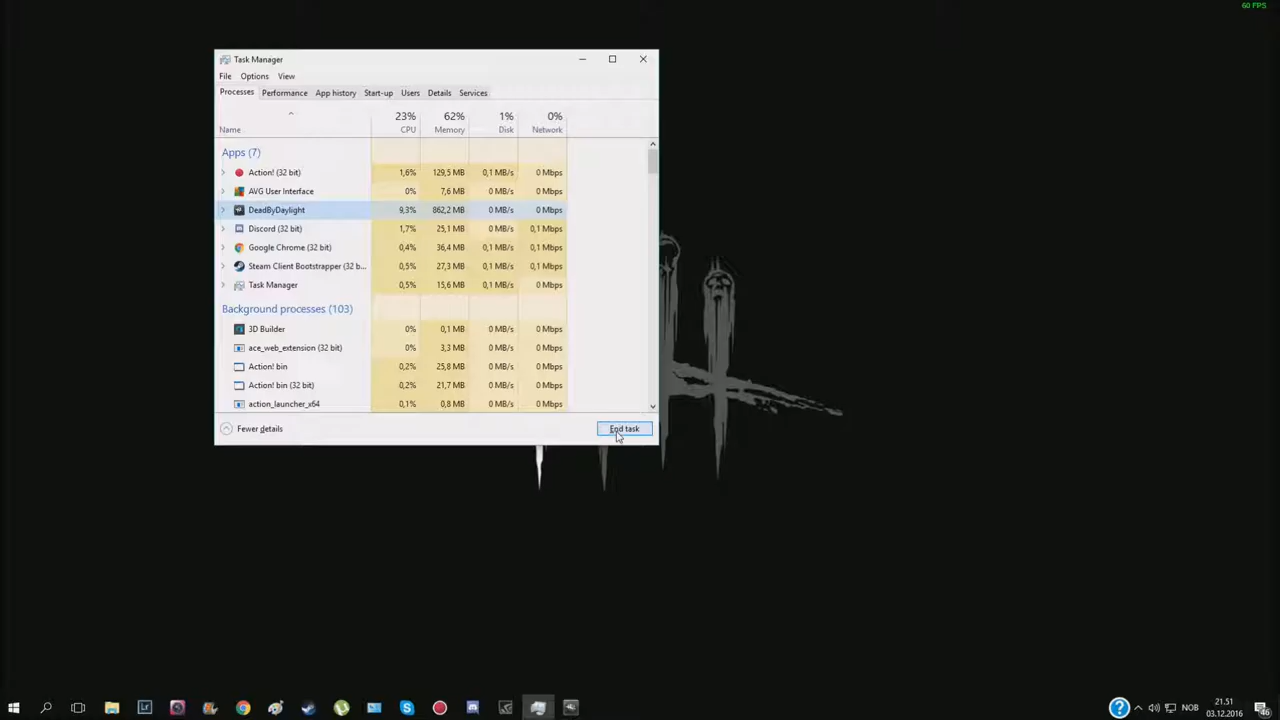 60 FPS
Task Manager
File Options View
Processes Performance App history Start-up Users Details Services
23% 62% 1% 0%
Name CPU Memory Disk Network
Apps (7)
Action! (32 bit) 1,6% 129,5 MB 0,1 MB/s 0 Mbps
AVG User Interface 0% 7,6 MB 0 MB/s 0 Mbps
DeadByDaylight 9,3% 862,2 MB 0 MB/s 0 Mbps
Discord (32 bit) 1,7% 25,1 MB 0 MB/s 0,1 Mbps
Google Chrome (32 bit) 0,4% 36,4 MB 0,1 MB/s 0,1 Mbps
Steam Client Bootstrapper (32 b... 0,5% 27,3 MB 0,1 MB/s 0,1 Mbps
Task Manager 0,5% 15,6 MB 0,1 MB/s 0 Mbps
Background processes (103)
3D Builder 0% 0,1 MB 0 MB/s 0 Mbps
ace_web_extension (32 bit) 0% 3,3 MB 0 MB/s 0 Mbps
Action! bin 0,2% 25,8 MB 0 MB/s 0 Mbps
Action! bin (32 bit) 0,2% 21,7 MB 0 MB/s 0 Mbps
action_launcher_x64 0,1% 0,8 MB 0 MB/s 0 Mbps
Fewer details End task
Lr NOB 21.51
03.12.2016 46